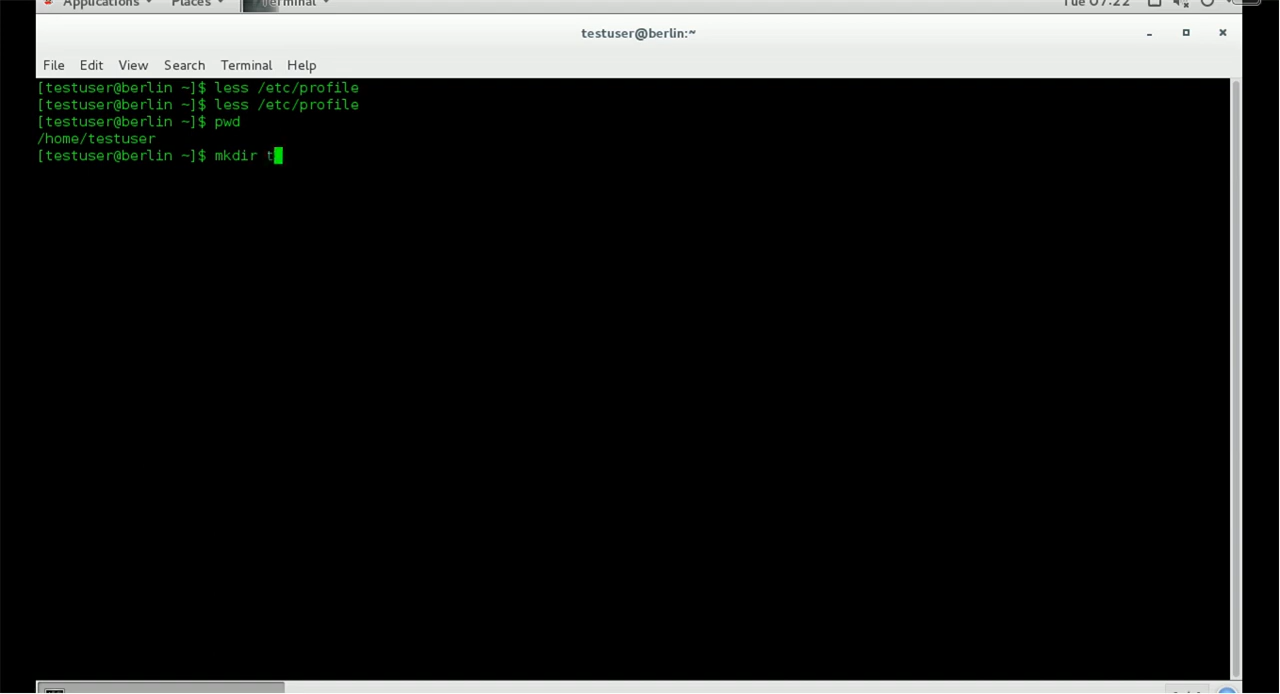 Applications Places Terminal Tue 07:22
testuser@berlin:~
File Edit View Search Terminal Help
[testuser@berlin ~]$ less /etc/profile
[testuser@berlin ~]$ less /etc/profile
[testuser@berlin ~]$ pwd
/home/testuser
[testuser@berlin ~]$ mkdir t